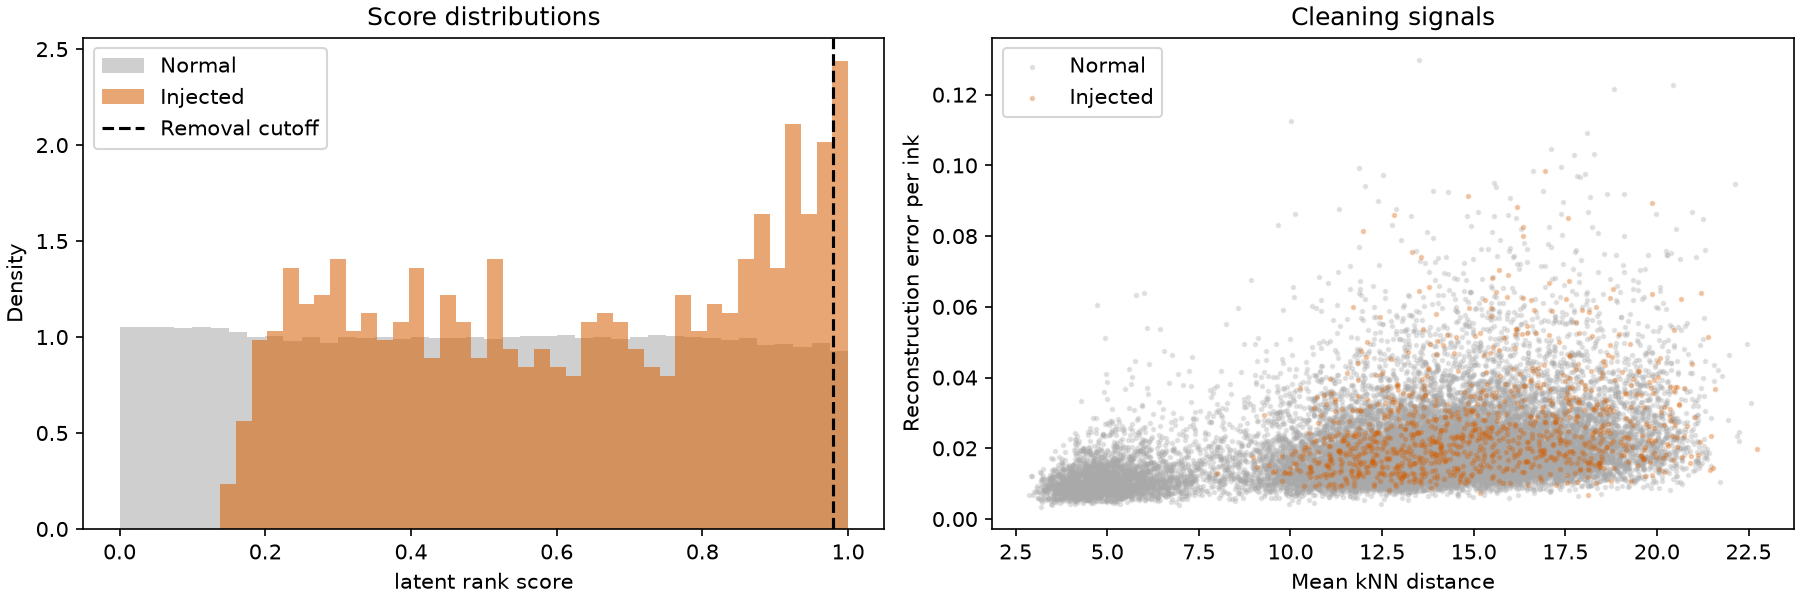 Score distributions
Normal
Injected
Removal cutoff
Density
2.5
2.0
1.5
1.0
0.5
0.0
0.0 0.2 0.4 0.6 0.8 1.0
latent rank score
Cleaning signals
Normal
Injected
Reconstruction error per ink
0.12
0.10
0.08
0.06
0.04
0.02
0.00
2.5 5.0 7.5 10.0 12.5 15.0 17.5 20.0 22.5
Mean kNN distance